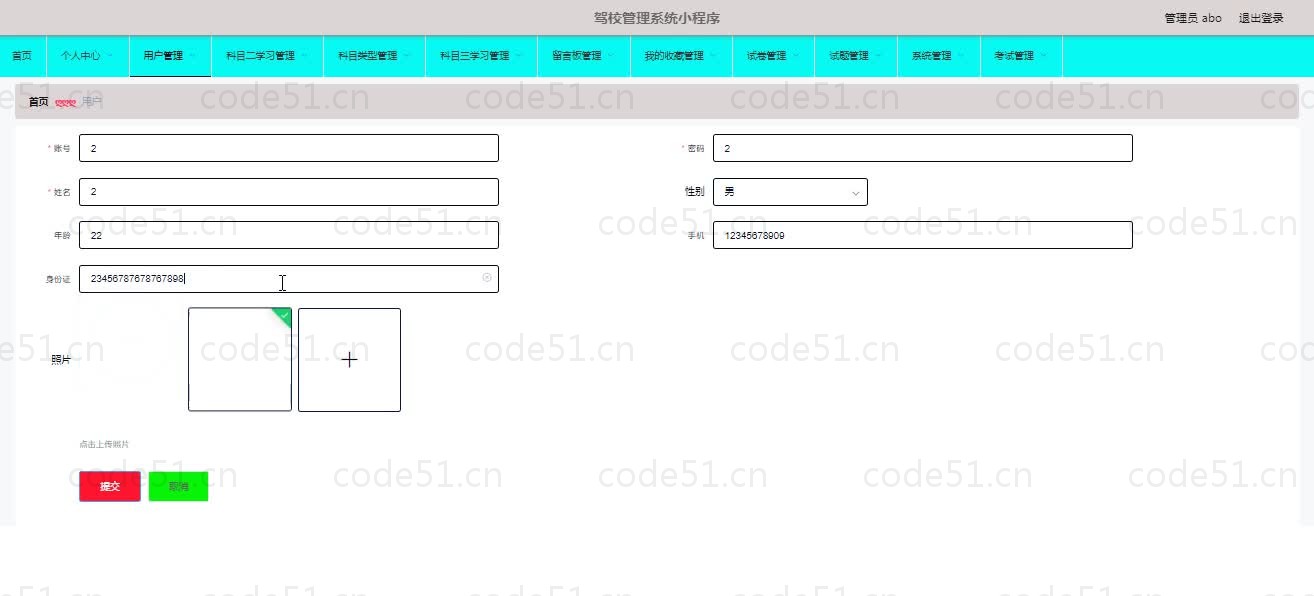 驾校管理系统小程序
管理员 abo 退出登录
首页 个人中心 用户管理 科目二学习管理 科目类型管理 科目三学习管理 留言板管理 我的收藏管理 试卷管理 试题管理 系统管理 考试管理
首页 用户
* 账号 2 * 密码 2
* 姓名 2 性别 男
年龄 22 手机 12345678909
身份证 23456787678767898
照片
点击上传照片
提交 取消
code51.cn